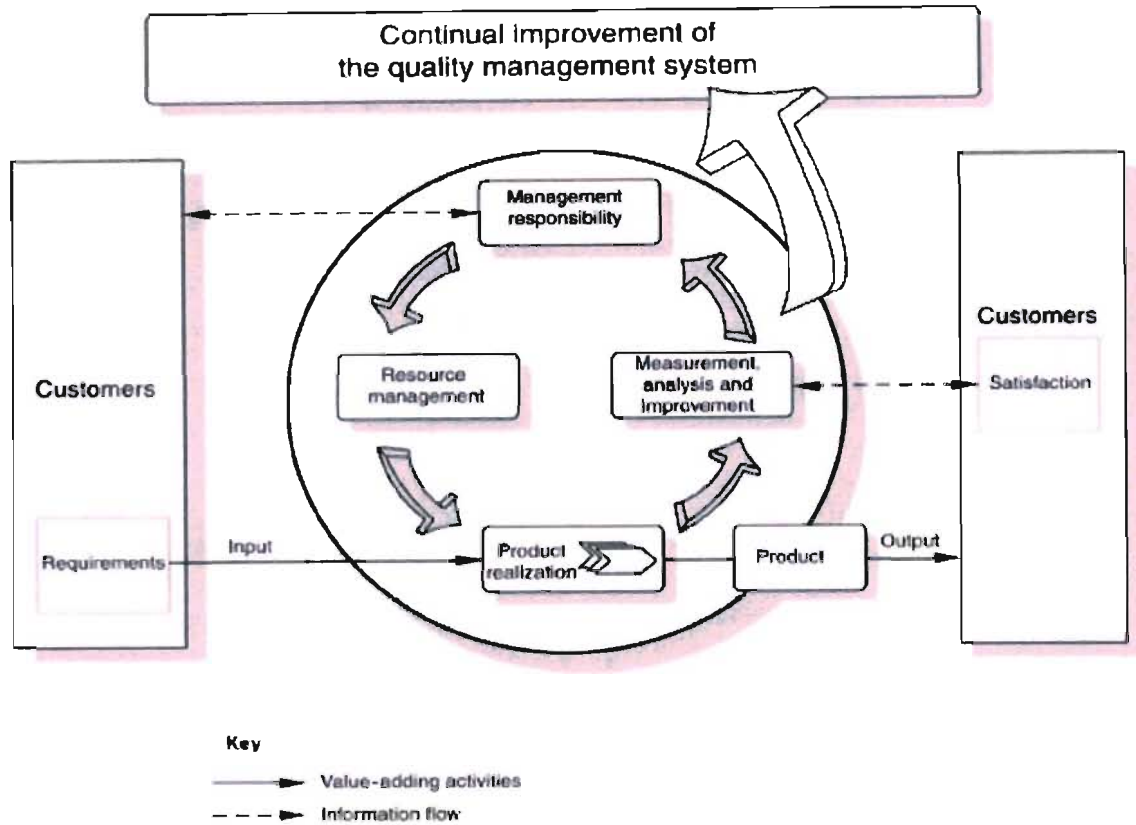 Continual improvement of
the quality management system
Management
responsibility
Customers
Resource
management
Measurement,
analysis and
improvement
Customers
Satisfaction
Requirements
Input
Product
realization
Product
Output
Key
Value-adding activities
Information flow